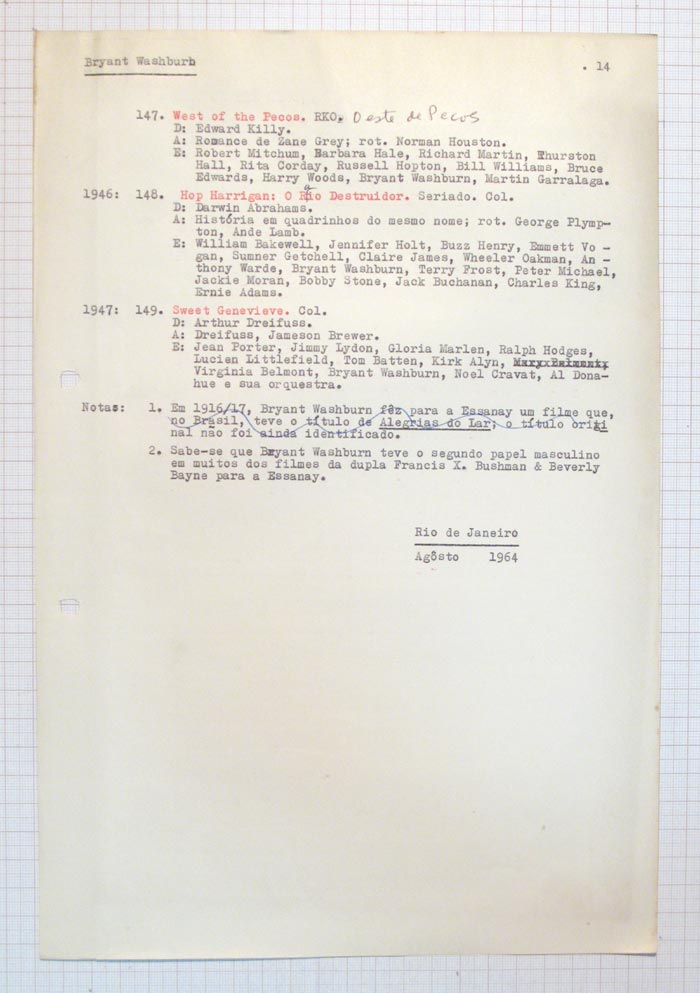 Bryant Washburn
. 14
147. West of the Pecos. RKO. Oeste de Pecos
D: Edward Killy.
A: Romance de Zane Grey; rot. Norman Houston.
E: Robert Mitchum, Barbara Hale, Richard Martin, Thurston
Hall, Rita Corday, Russell Hopton, Bill Williams, Bruce
Edwards, Harry Woods, Bryant Washburn, Martin Garralaga.
1946: 148. Hop Harrigan: O Raio Destruidor. Seriado. Col.
D: Darwin Abrahams.
A: História em quadrinhos do mesmo nome; rot. George Plymp-
ton, Ande Lamb.
E: William Bakewell, Jennifer Holt, Buzz Henry, Emmett Vo -
gan, Sumner Getchell, Claire James, Wheeler Oakman, An -
thony Warde, Bryant Washburn, Terry Frost, Peter Michael,
Jackie Moran, Bobby Stone, Jack Buchanan, Charles King,
Ernie Adams.
1947: 149. Sweet Genevieve. Col.
D: Arthur Dreifuss.
A: Dreifuss, Jameson Brewer.
E: Jean Porter, Jimmy Lydon, Gloria Marlen, Ralph Hodges,
Lucien Littlefield, Tom Batten, Kirk Alyn, Mary Belmont,
Virginia Belmont, Bryant Washburn, Noel Cravat, Al Dona-
hue e sua orquestra.
Notas: 1. Em 1916/17, Bryant Washburn fêz para a Essanay um filme que,
no Brasil, teve o título de Alegrias do Lar; o título origi
nal não foi ainda identificado.
2. Sabe-se que Bryant Washburn teve o segundo papel masculino
em muitos dos filmes da dupla Francis X. Bushman & Beverly
Bayne para a Essanay.
Rio de Janeiro
Agôsto 1964